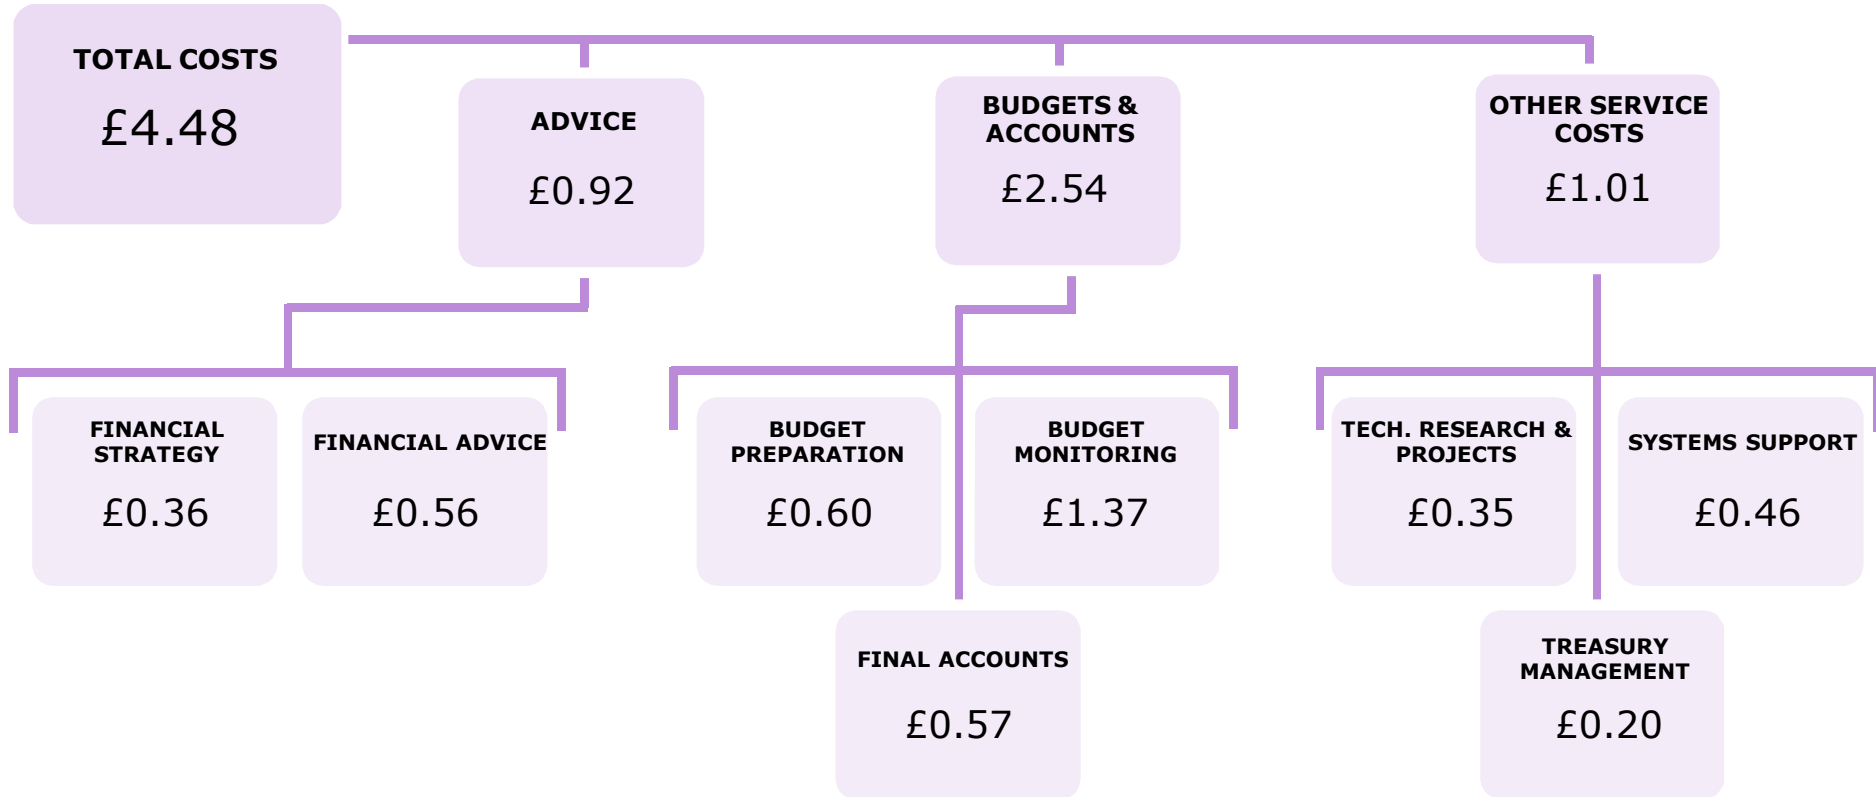 TOTAL COSTS
£4.48
ADVICE
£0.92
BUDGETS &
ACCOUNTS
£2.54
OTHER SERVICE
COSTS
£1.01
FINANCIAL
STRATEGY
£0.36
FINANCIAL ADVICE
£0.56
BUDGET
PREPARATION
£0.60
BUDGET
MONITORING
£1.37
TECH. RESEARCH &
PROJECTS
£0.35
SYSTEMS SUPPORT
£0.46
FINAL ACCOUNTS
£0.57
TREASURY
MANAGEMENT
£0.20